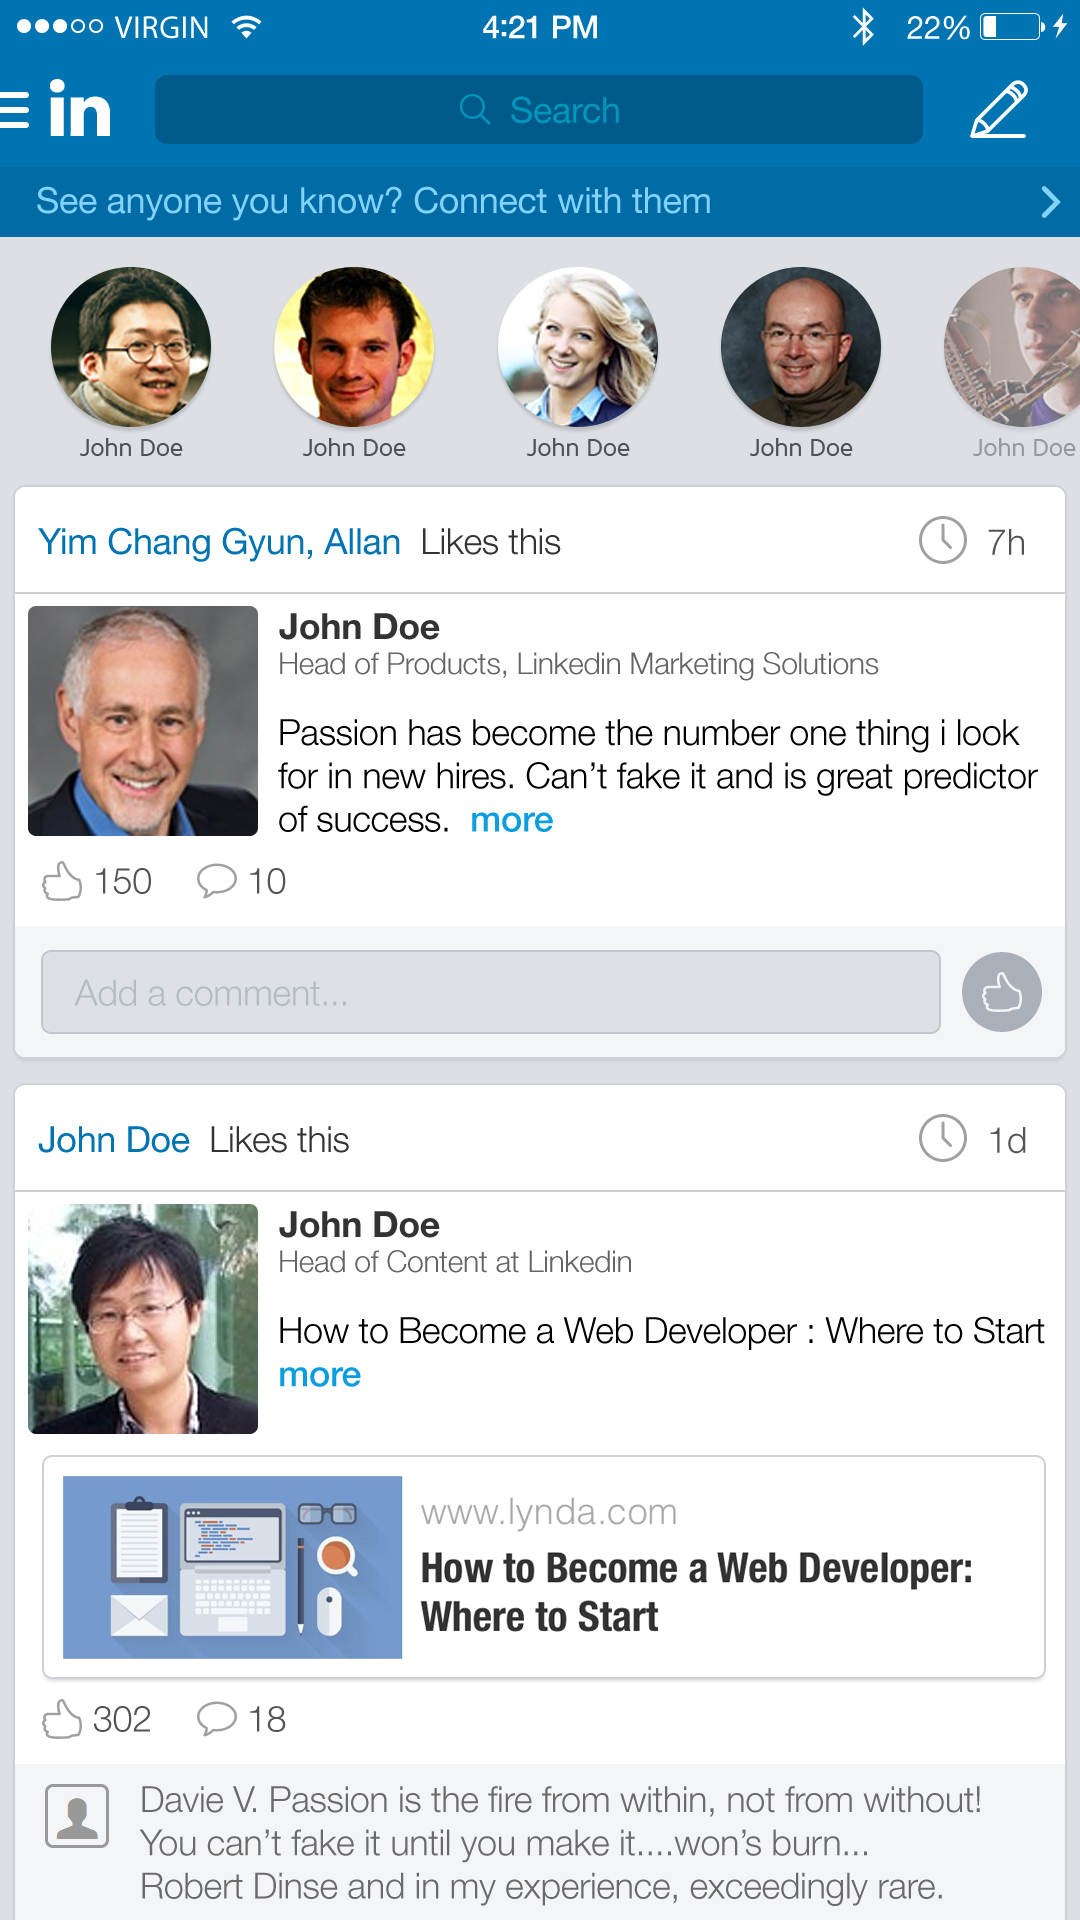 VIRGIN 4:21 PM 22%
in Search
See anyone you know? Connect with them
John Doe John Doe John Doe John Doe John Doe
Yim Chang Gyun, Allan Likes this 7h
John Doe
Head of Products, Linkedin Marketing Solutions
Passion has become the number one thing i look
for in new hires. Can’t fake it and is great predictor
of success. more
150 10
Add a comment...
John Doe Likes this 1d
John Doe
Head of Content at Linkedin
How to Become a Web Developer : Where to Start
more
www.lynda.com
How to Become a Web Developer:
Where to Start
302 18
Davie V. Passion is the fire from within, not from without!
You can’t fake it until you make it....won’s burn...
Robert Dinse and in my experience, exceedingly rare.